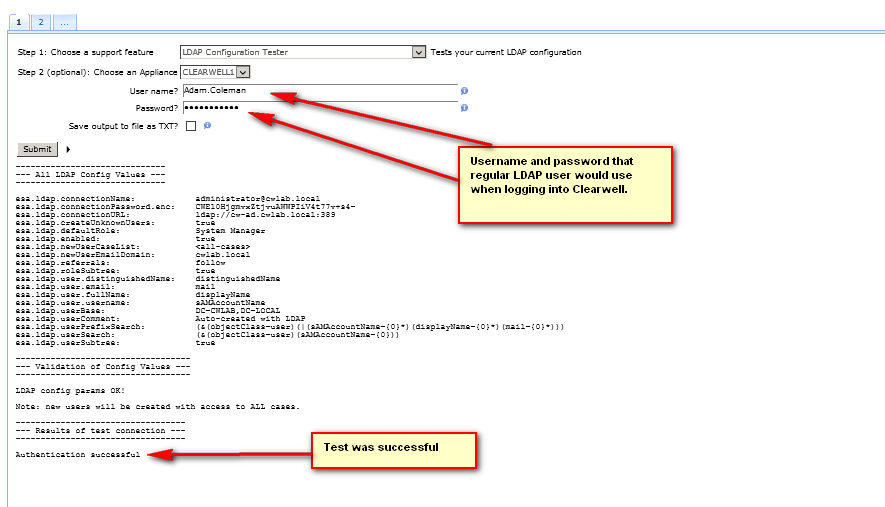 1 2 ...
Step 1: Choose a support feature LDAP Configuration Tester Tests your current LDAP configuration
Step 2 (optional): Choose an Appliance CLEARWELL1
User name? Adam.Coleman
Password? •••••••••••
Save output to file as TXT?
Submit
Username and password that
regular LDAP user would use
when logging into Clearwell.
------------------------------
--- All LDAP Config Values ---
------------------------------
esa.ldap.connectionName: administrator@cwlab.local
esa.ldap.connectionPassword.enc:
esa.ldap.connectionURL: ldap://cw-ad.cwlab.local:389
esa.ldap.createUnknownUsers: true
esa.ldap.defaultRole: System Manager
esa.ldap.enabled: true
esa.ldap.newUserCaseList: <all-cases>
esa.ldap.newUserEmailDomain: cwlab.local
esa.ldap.referrals: follow
esa.ldap.roleSubtree: true
esa.ldap.user.distinguishedName: distinguishedName
esa.ldap.user.email: mail
esa.ldap.user.fullName: displayName
esa.ldap.user.username: sAMAccountName
esa.ldap.userBase: DC=CWLAB,DC=LOCAL
esa.ldap.userComment: Auto-created with LDAP
esa.ldap.userPrefixSearch: (&(objectClass=user)(|(sAMAccountName={0}*)(displayName={0}*)(mail={0}*)))
esa.ldap.userSearch: (&(objectClass=user)(sAMAccountName={0}))
esa.ldap.userSubtree: true
-----------------------------------
--- Validation of Config Values ---
-----------------------------------
LDAP config params OK!
Note: new users will be created with access to ALL cases.
----------------------------------
--- Results of test connection ---
----------------------------------
Authentication successful
Test was successful